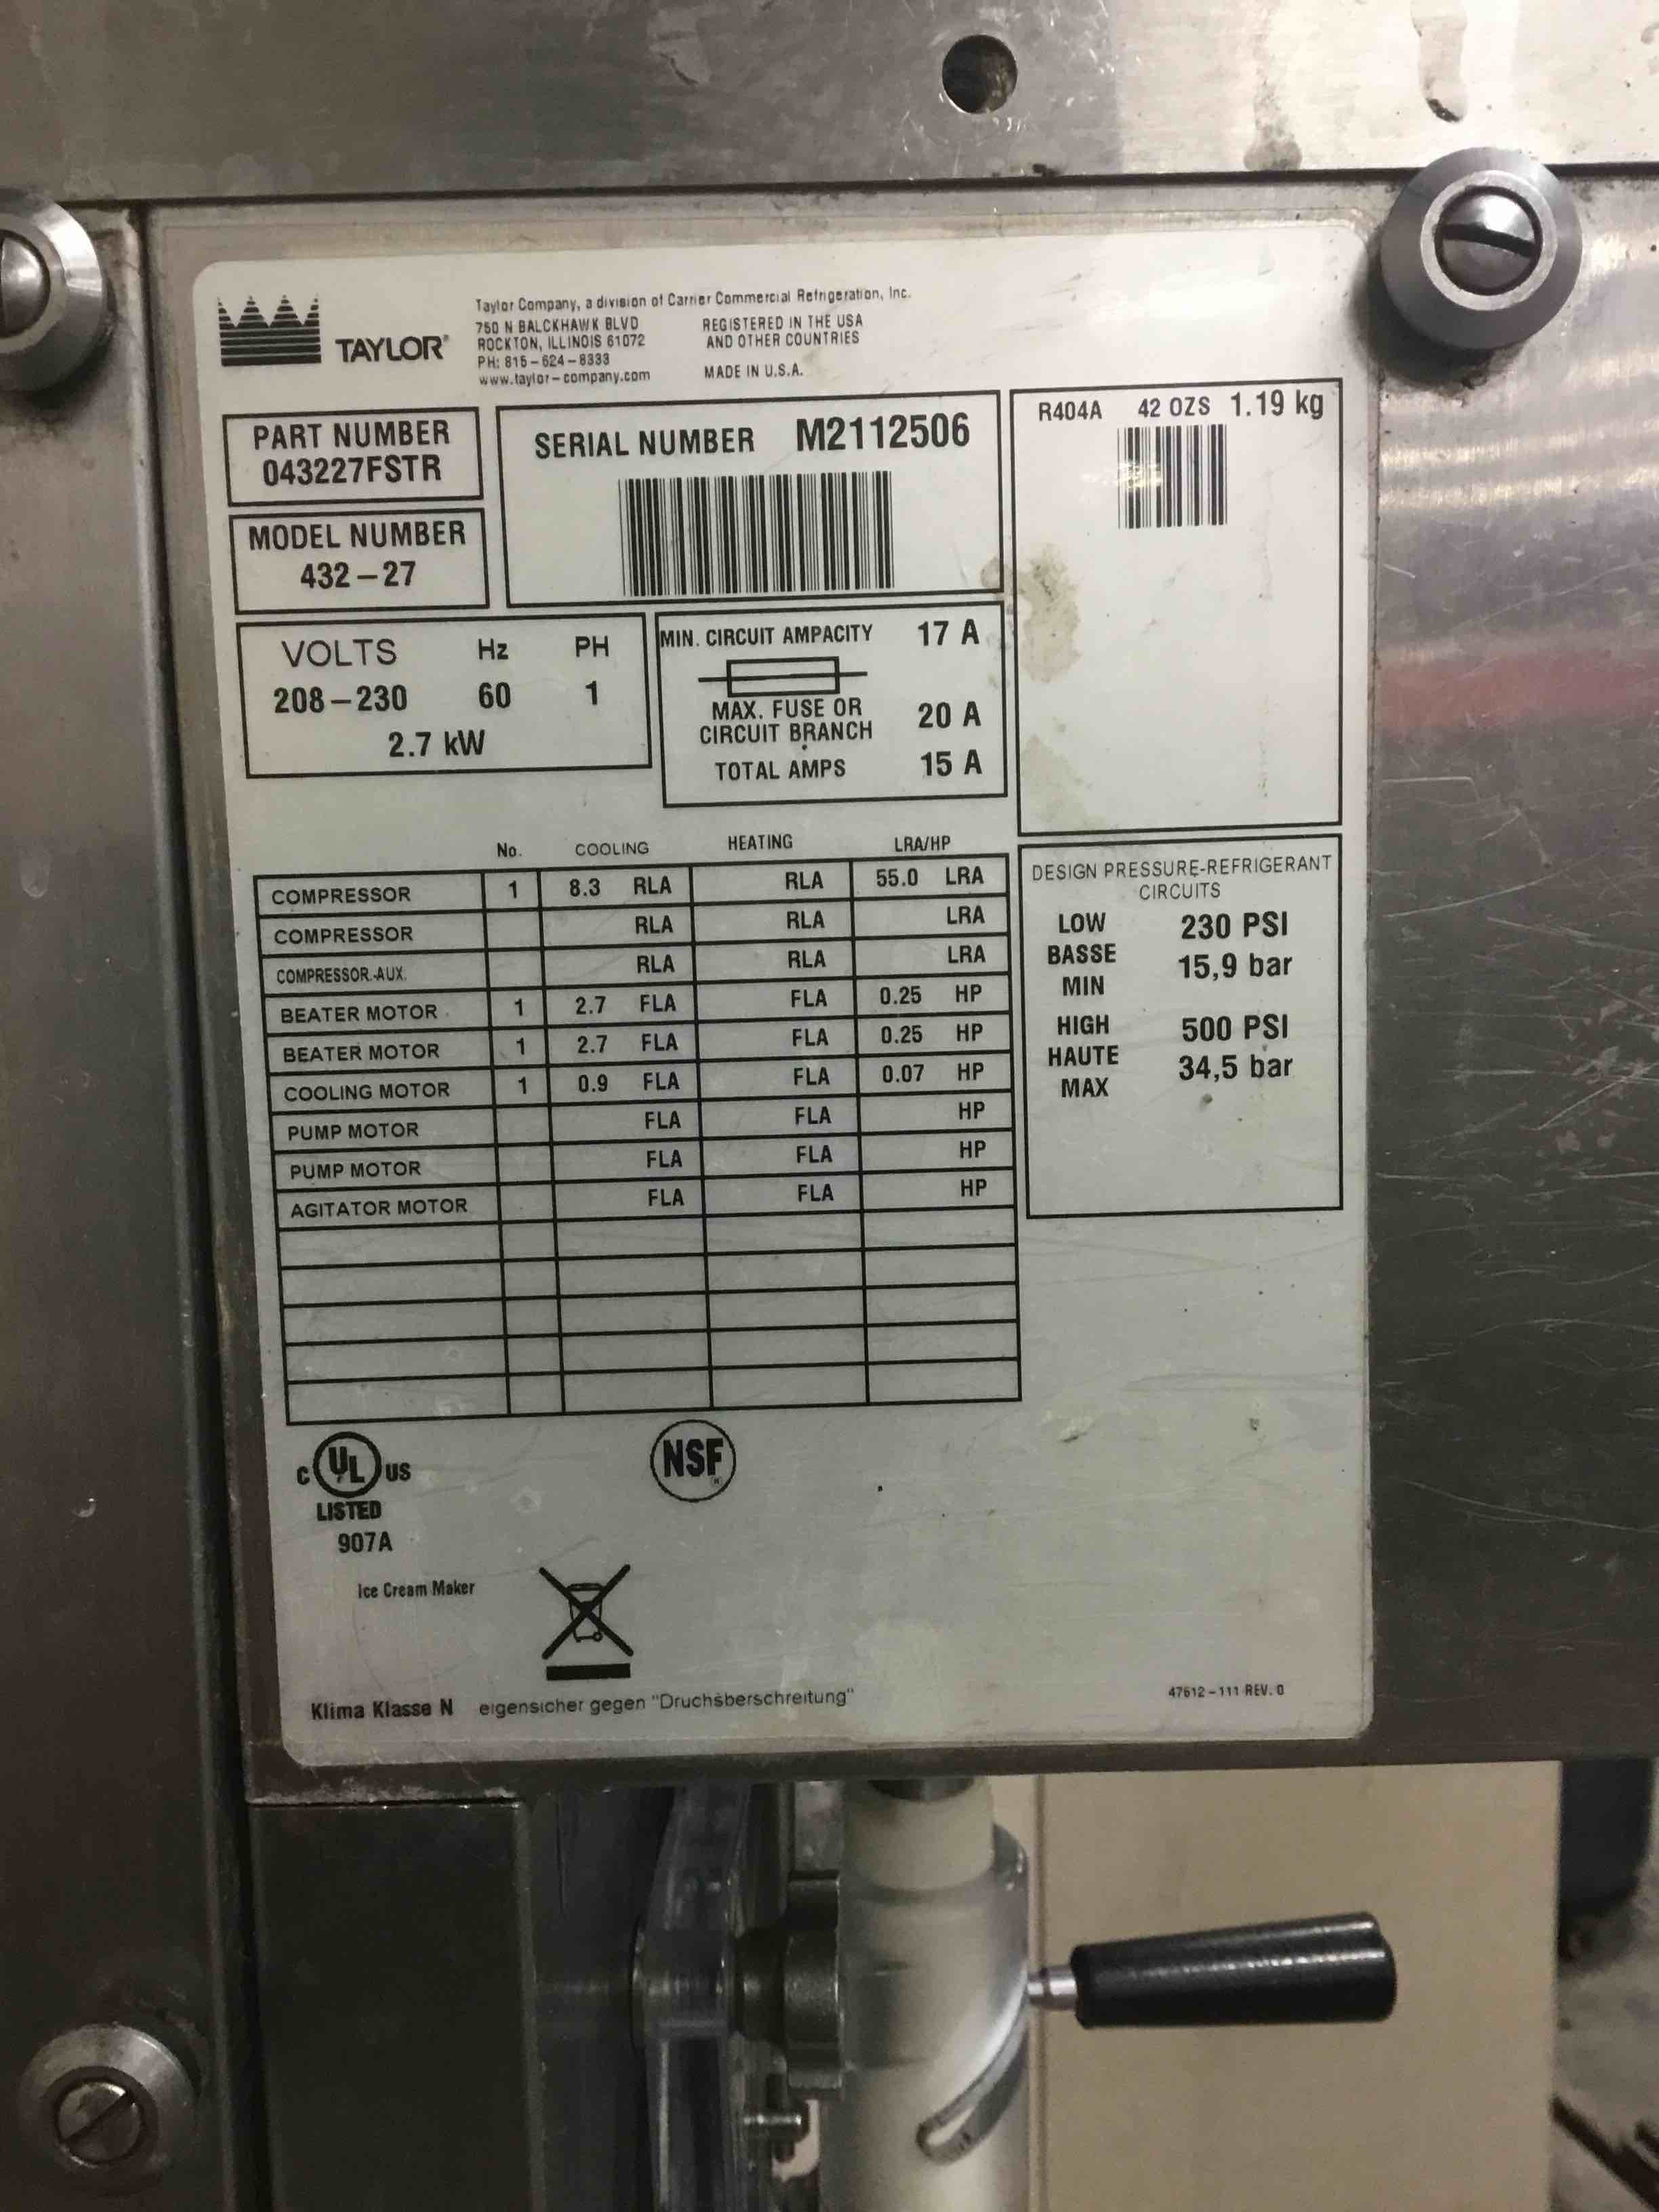 TAYLOR®
Taylor Company, a division of Carrier Commercial Refrigeration, Inc.
750 N BALCKHAWK BLVD
ROCKTON, ILLINOIS 61072
PH: 815-624-8333
www.taylor-company.com
REGISTERED IN THE USA
AND OTHER COUNTRIES
MADE IN U.S.A.
PART NUMBER
043227FSTR
SERIAL NUMBER M2112506
R404A 42 OZS 1.19 kg
MODEL NUMBER
432-27
VOLTS Hz PH
208-230 60 1
2.7 kW
MIN. CIRCUIT AMPACITY 17 A
MAX. FUSE OR
CIRCUIT BRANCH 20 A
TOTAL AMPS 15 A
No. COOLING HEATING LRA/HP
COMPRESSOR 1 8.3 RLA RLA 55.0 LRA
COMPRESSOR RLA RLA LRA
COMPRESSOR-AUX. RLA RLA LRA
BEATER MOTOR 1 2.7 FLA FLA 0.25 HP
BEATER MOTOR 1 2.7 FLA FLA 0.25 HP
COOLING MOTOR 1 0.9 FLA FLA 0.07 HP
PUMP MOTOR FLA FLA HP
PUMP MOTOR FLA FLA HP
AGITATOR MOTOR FLA FLA HP
DESIGN PRESSURE-REFRIGERANT
CIRCUITS
LOW 230 PSI
BASSE 15,9 bar
MIN
HIGH 500 PSI
HAUTE 34,5 bar
MAX
C UL US
LISTED
907A
NSF
Ice Cream Maker
Klima Klasse N eigensicher gegen "Druchsberschreitung"
47612-111 REV. 0